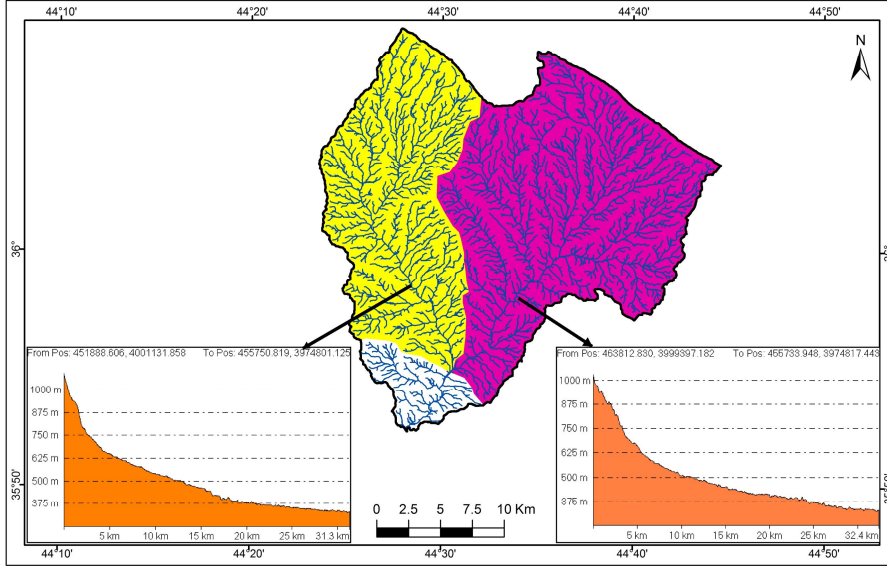 44°10' 44°20' 44°30' 44°40' 44°50'
N
36°
From Pos: 451888.606, 4001131.858 To Pos: 455750.819, 3974801.125
1000 m
875 m
750 m
625 m
500 m
375 m
5 km 10 km 15 km 20 km 25 km 31.3 km
From Pos: 463812.830, 3999397.182 To Pos: 455733.948, 3974817.443
1000 m
875 m
750 m
625 m
500 m
375 m
5 km 10 km 15 km 20 km 25 km 32.4 km
35°50'
0 2.5 5 7.5 10 Km
44°10' 44°20' 44°30' 44°40' 44°50'